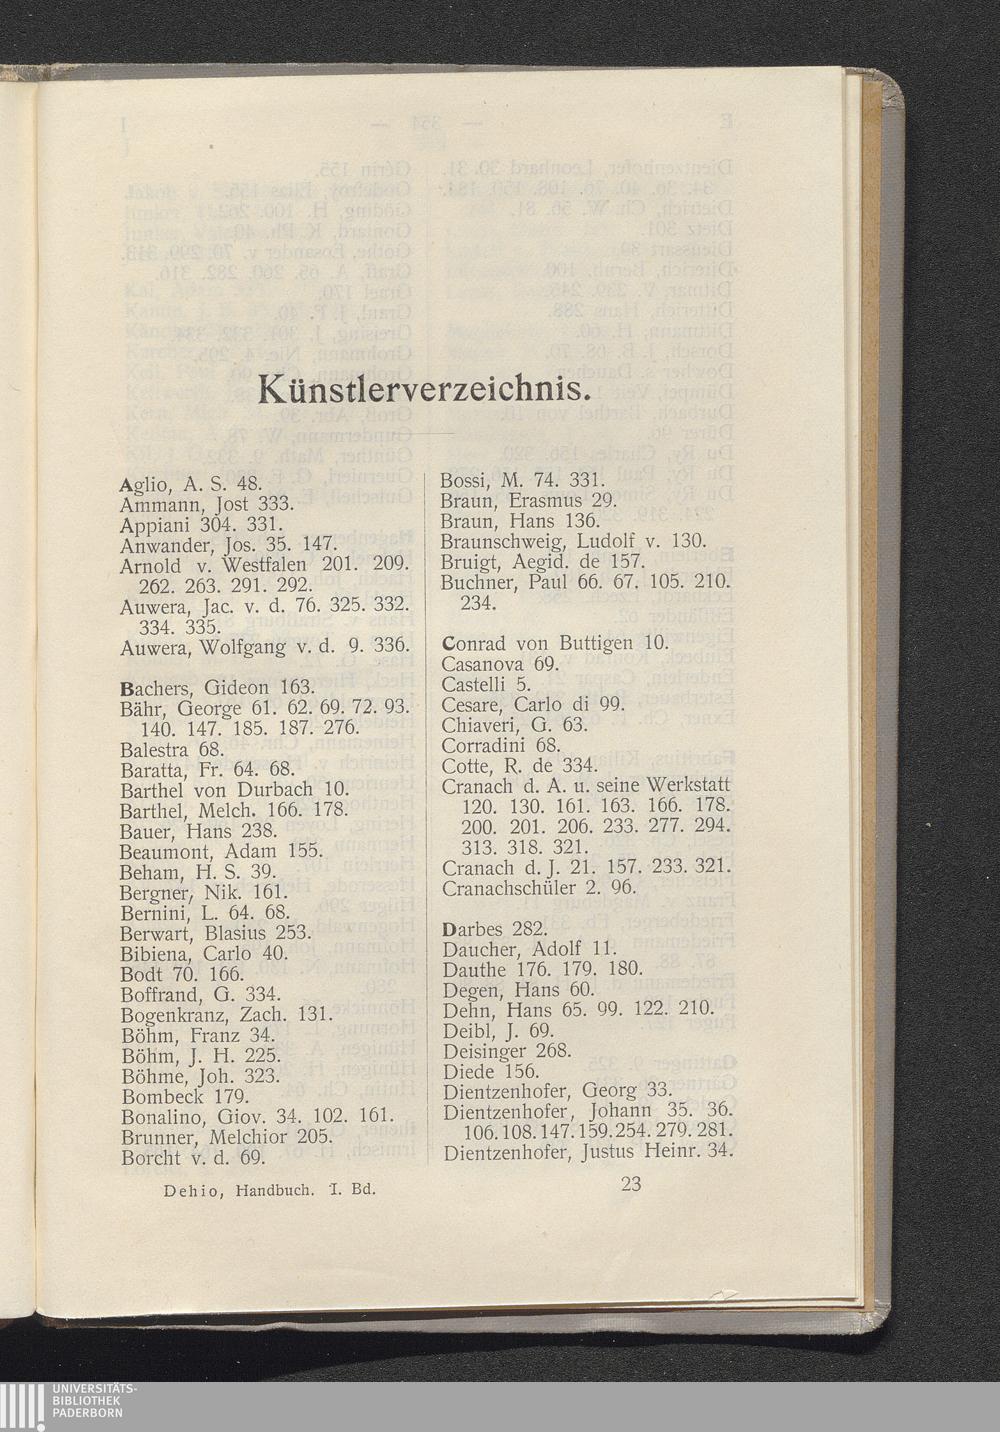 Künstlerverzeichnis.
Aglio, A. S. 48.
Ammann, Jost 333.
Appiani 304. 331.
Anwander, Jos. 35. 147.
Arnold v. Westfalen 201. 209.
262. 263. 291. 292.
Auwera, Jac. v. d. 76. 325. 332.
334. 335.
Auwera, Wolfgang v. d. 9. 336.
Bachers, Gideon 163.
Bähr, George 61. 62. 69. 72. 93.
140. 147. 185. 187. 276.
Balestra 68.
Baratta, Fr. 64. 68.
Barthel von Durbach 10.
Barthel, Melch. 166. 178.
Bauer, Hans 238.
Beaumont, Adam 155.
Beham, H. S. 39.
Bergner, Nik. 161.
Bernini, L. 64. 68.
Berwart, Blasius 253.
Bibiena, Carlo 40.
Bodt 70. 166.
Boffrand, G. 334.
Bogenkranz, Zach. 131.
Böhm, Franz 34.
Böhm, J. H. 225.
Böhme, Joh. 323.
Bombeck 179.
Bonalino, Giov. 34. 102. 161.
Brunner, Melchior 205.
Borcht v. d. 69.
Bossi, M. 74. 331.
Braun, Erasmus 29.
Braun, Hans 136.
Braunschweig, Ludolf v. 130.
Bruigt, Aegid. de 157.
Buchner, Paul 66. 67. 105. 210.
234.
Conrad von Buttigen 10.
Casanova 69.
Castelli 5.
Cesare, Carlo di 99.
Chiaveri, G. 63.
Corradini 68.
Cotte, R. de 334.
Cranach d. A. u. seine Werkstatt
120. 130. 161. 163. 166. 178.
200. 201. 206. 233. 277. 294.
313. 318. 321.
Cranach d. J. 21. 157. 233. 321.
Cranachschüler 2. 96.
Darbes 282.
Daucher, Adolf 11.
Dauthe 176. 179. 180.
Degen, Hans 60.
Dehn, Hans 65. 99. 122. 210.
Deibl, J. 69.
Deisinger 268.
Diede 156.
Dientzenhofer, Georg 33.
Dientzenhofer, Johann 35. 36.
106. 108. 147. 159. 254. 279. 281.
Dientzenhofer, Justus Heinr. 34.
Dehio, Handbuch. I. Bd.
23
UNIVERSITÄTS-
BIBLIOTHEK
PADERBORN